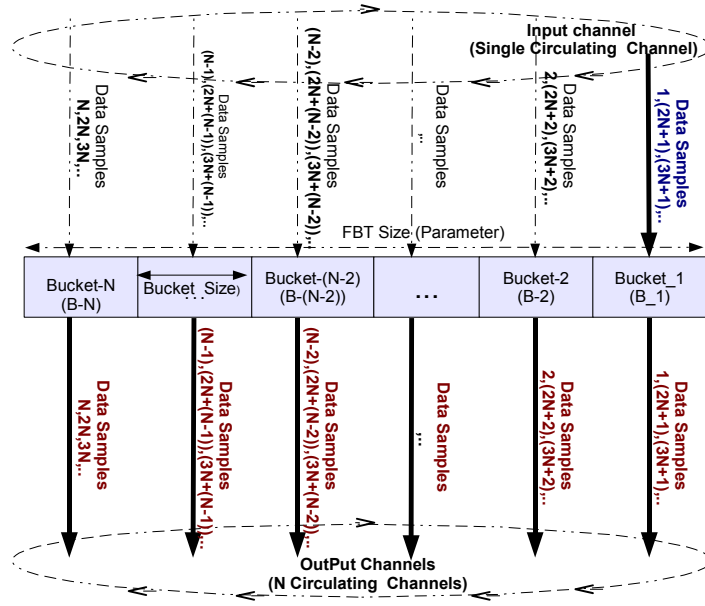 Input channel
(Single Circulating Channel)
Data Samples
N,2N,3N,..
Data Samples
(N-1),(2N+(N-1)),(3N+(N-1)),..
Data Samples
(N-2),(2N+(N-2)),(3N+(N-2)),..
Data Samples
,..
Data Samples
2,(2N+2),(3N+2),..
Data Samples
1,(2N+1),(3N+1),..
FBT Size (Parameter)
Bucket-N
(B-N)
Bucket Size)
...
Bucket-(N-2)
(B-(N-2))
...
Bucket-2
(B-2)
Bucket_1
(B_1)
Data Samples
N,2N,3N,..
Data Samples
(N-1),(2N+(N-1)),(3N+(N-1)),..
Data Samples
(N-2),(2N+(N-2)),(3N+(N-2))...
Data Samples
,..
Data Samples
2,(2N+2),(3N+2),..
Data Samples
1,(2N+1),(3N+1),..
OutPut Channels
(N Circulating Channels)